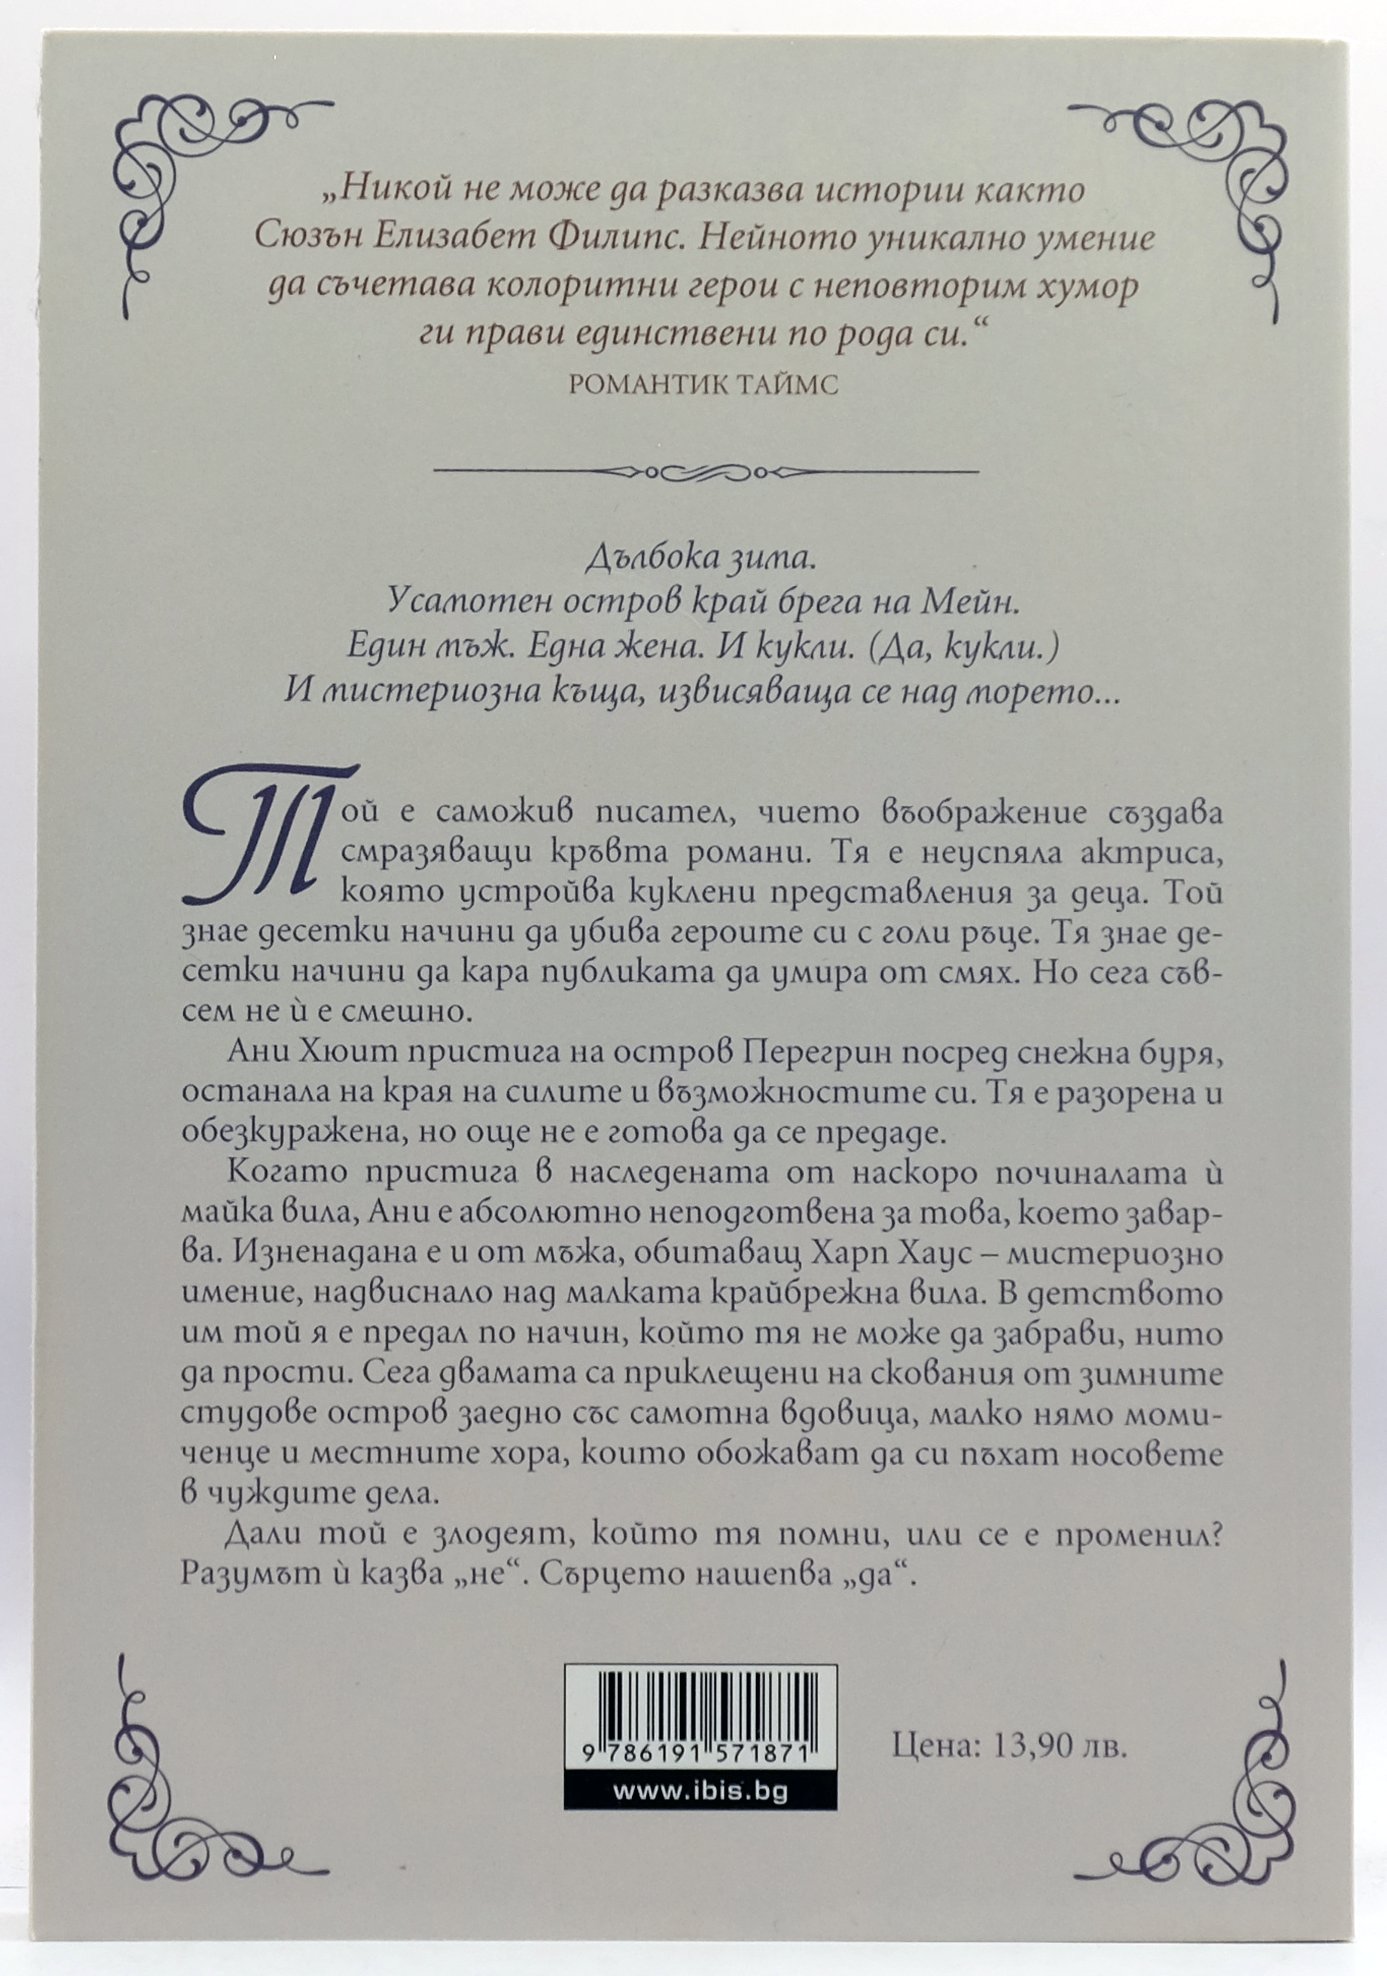 „Никой не може да разказва истории както
Сюзън Елизабет Филипс. Нейното уникално умение
да съчетава колоритни герои с неповторим хумор
ги прави единствени по рода си.“
РОМАНТИК ТАЙМС
Дълбока зима.
Усамотен остров край брега на Мейн.
Един мъж. Една жена. И кукли. (Да, кукли.)
И мистериозна къща, извисяваща се над морето...
Той е саможив писател, чието въображение създава
смразяващи кръвта романи. Тя е неуспяла актриса,
която устройва куклени представления за деца. Той
знае десетки начини да убива героите си с голи ръце. Тя знае де-
сетки начини да кара публиката да умира от смях. Но сега съв-
сем не ѝ е смешно.
Ани Хюит пристига на остров Перегрин посред снежна буря,
останала на края на силите и възможностите си. Тя е разорена и
обезкуражена, но още не е готова да се предаде.
Когато пристига в наследената от наскоро починалата ѝ
майка вила, Ани е абсолютно неподготвена за това, което завар-
ва. Изненадана е и от мъжа, обитаващ Харп Хаус – мистериозно
имение, надвиснало над малката крайбрежна вила. В детството
им той я е предал по начин, който тя не може да забрави, нито
да прости. Сега двамата са приклещени на скования от зимните
студове остров заедно със самотна вдовица, малко нямо моми-
ченце и местните хора, които обожават да си пъхат носовете
в чуждите дела.
Дали той е злодеят, който тя помни, или се е променил?
Разумът ѝ казва „не“. Сърцето нашепва „да“.
9 786191 571871
www.ibis.bg
Цена: 13,90 лв.